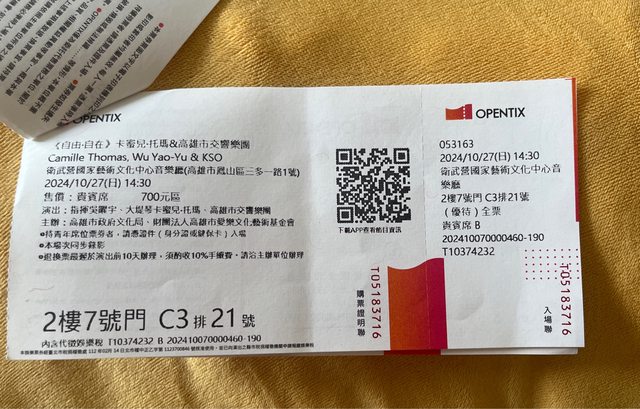 OPENTIX
《自由·自在》卡蜜兒·托瑪&高雄市交響樂團
Camille Thomas, Wu Yao-Yu & KSO
衛武營國家藝術文化中心音樂廳(高雄市鳳山區三多一路1號)
2024/10/27(日) 14:30
售價：貴賓席 700元區
演出：指揮吳曜宇、大提琴卡蜜兒·托瑪、高雄市交響樂團
主辦：高雄市政府文化局、財團法人高雄市愛樂文化藝術基金會
●持青年席位票券者，請憑證件(身分證或健保卡)入場
●本場次同步錄影
●退換票最遲於演出前10天辦理，須酌收10%手續費，請洽主辦單位辦理
下載APP查看節目資訊
2樓7號門 C3排21號
內含代徵娛樂稅 T10374232 B 202410070000460-190
購票證明聯
T05183716
OPENTIX
053163
2024/10/27(日) 14:30
衛武營國家藝術文化中心音
樂廳
2樓7號門 C3排21號
(優待) 全票
貴賓席 B
202410070000460-190
T10374232
入場聯
T05183716